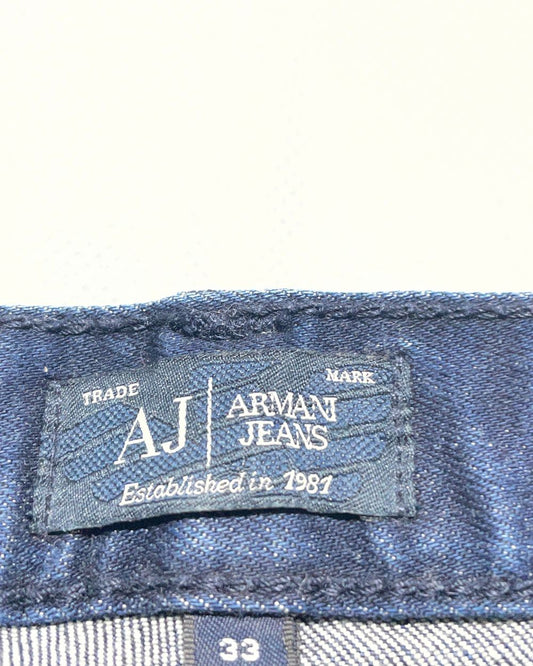 TRADE MARK
AJ ARMANI
JEANS
Established in 1981
33